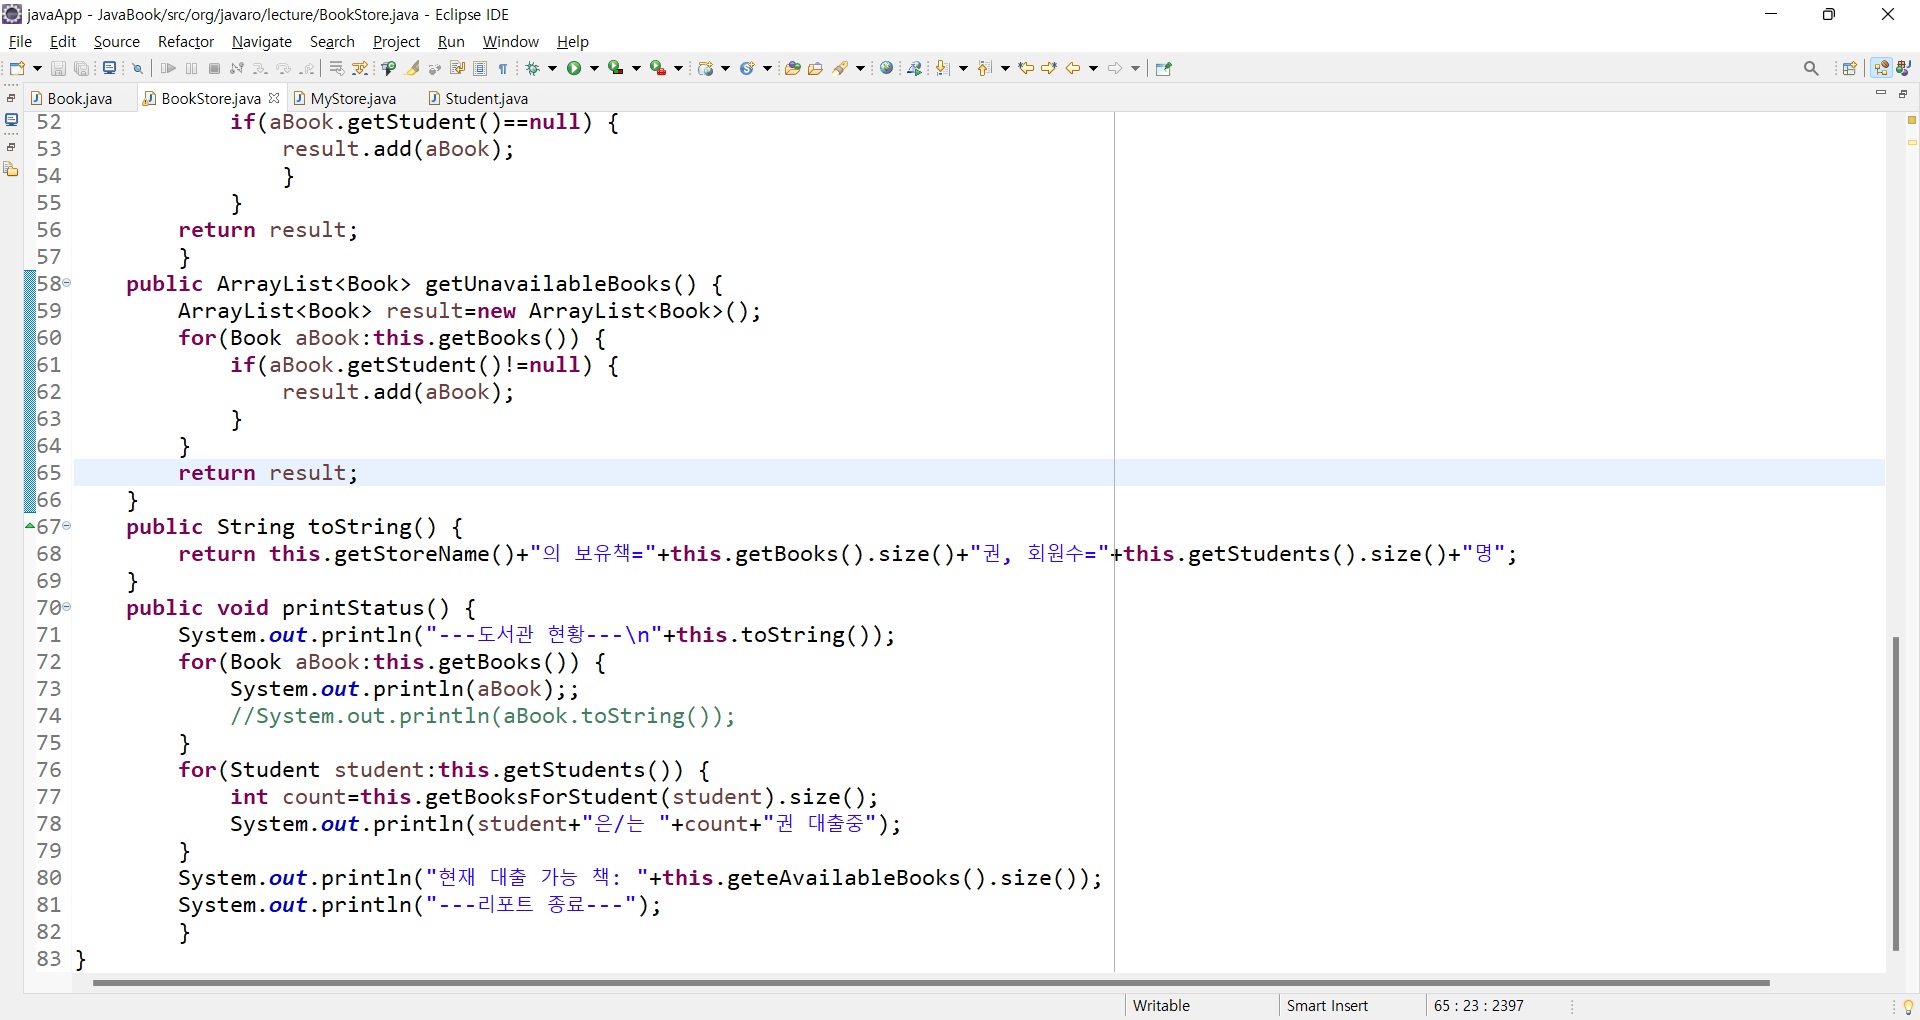 javaApp - JavaBook/src/org/javaro/lecture/BookStore.java - Eclipse IDE
File Edit Source Refactor Navigate Search Project Run Window Help
Book.java BookStore.java MyStore.java Student.java
52 if(aBook.getStudent()==null) {
53 result.add(aBook);
54 }
55 }
56 return result;
57 }
58 public ArrayList<Book> getUnavailableBooks() {
59 ArrayList<Book> result=new ArrayList<Book>();
60 for(Book aBook:this.getBooks()) {
61 if(aBook.getStudent()!=null) {
62 result.add(aBook);
63 }
64 }
65 return result;
66 }
67 public String toString() {
68 return this.getStoreName()+"의 보유책="+this.getBooks().size()+"권, 회원수="+this.getStudents().size()+"명";
69 }
70 public void printStatus() {
71 System.out.println("---도서관 현황---\n"+this.toString());
72 for(Book aBook:this.getBooks()) {
73 System.out.println(aBook);;
74 //System.out.println(aBook.toString());
75 }
76 for(Student student:this.getStudents()) {
77 int count=this.getBooksForStudent(student).size();
78 System.out.println(student+"은/는 "+count+"권 대출중");
79 }
80 System.out.println("현재 대출 가능 책: "+this.geteAvailableBooks().size());
81 System.out.println("---리포트 종료---");
82 }
83 }
Writable Smart Insert 65 : 23 : 2397